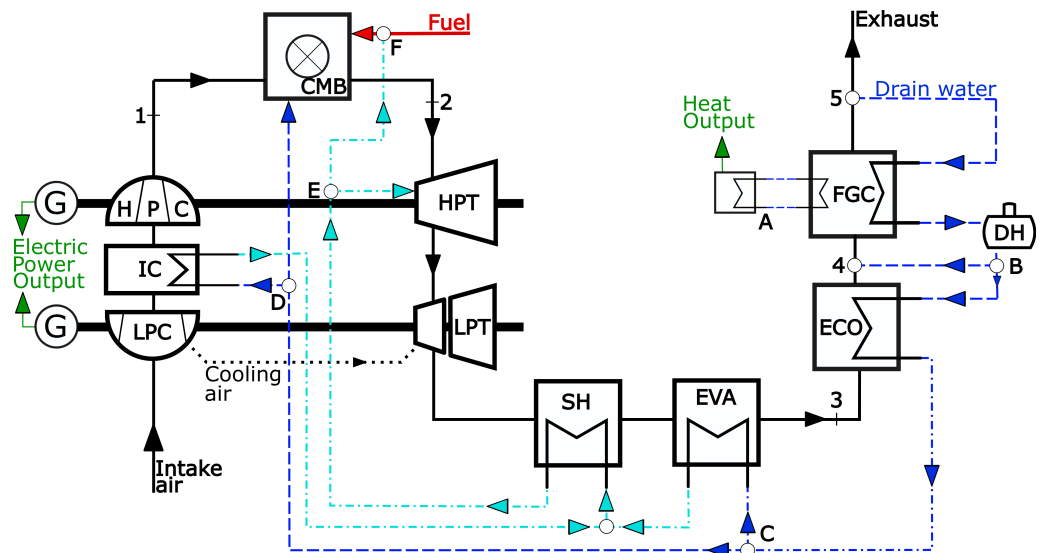 Exhaust
Fuel
F
CMB
5
Drain water
2
Heat
Output
1
E
G
H P C
HPT
FGC
A
DH
Electric
Power
Output
IC
4
B
D
G
LPC
LPT
ECO
Cooling
air
SH
EVA
3
Intake
air
C